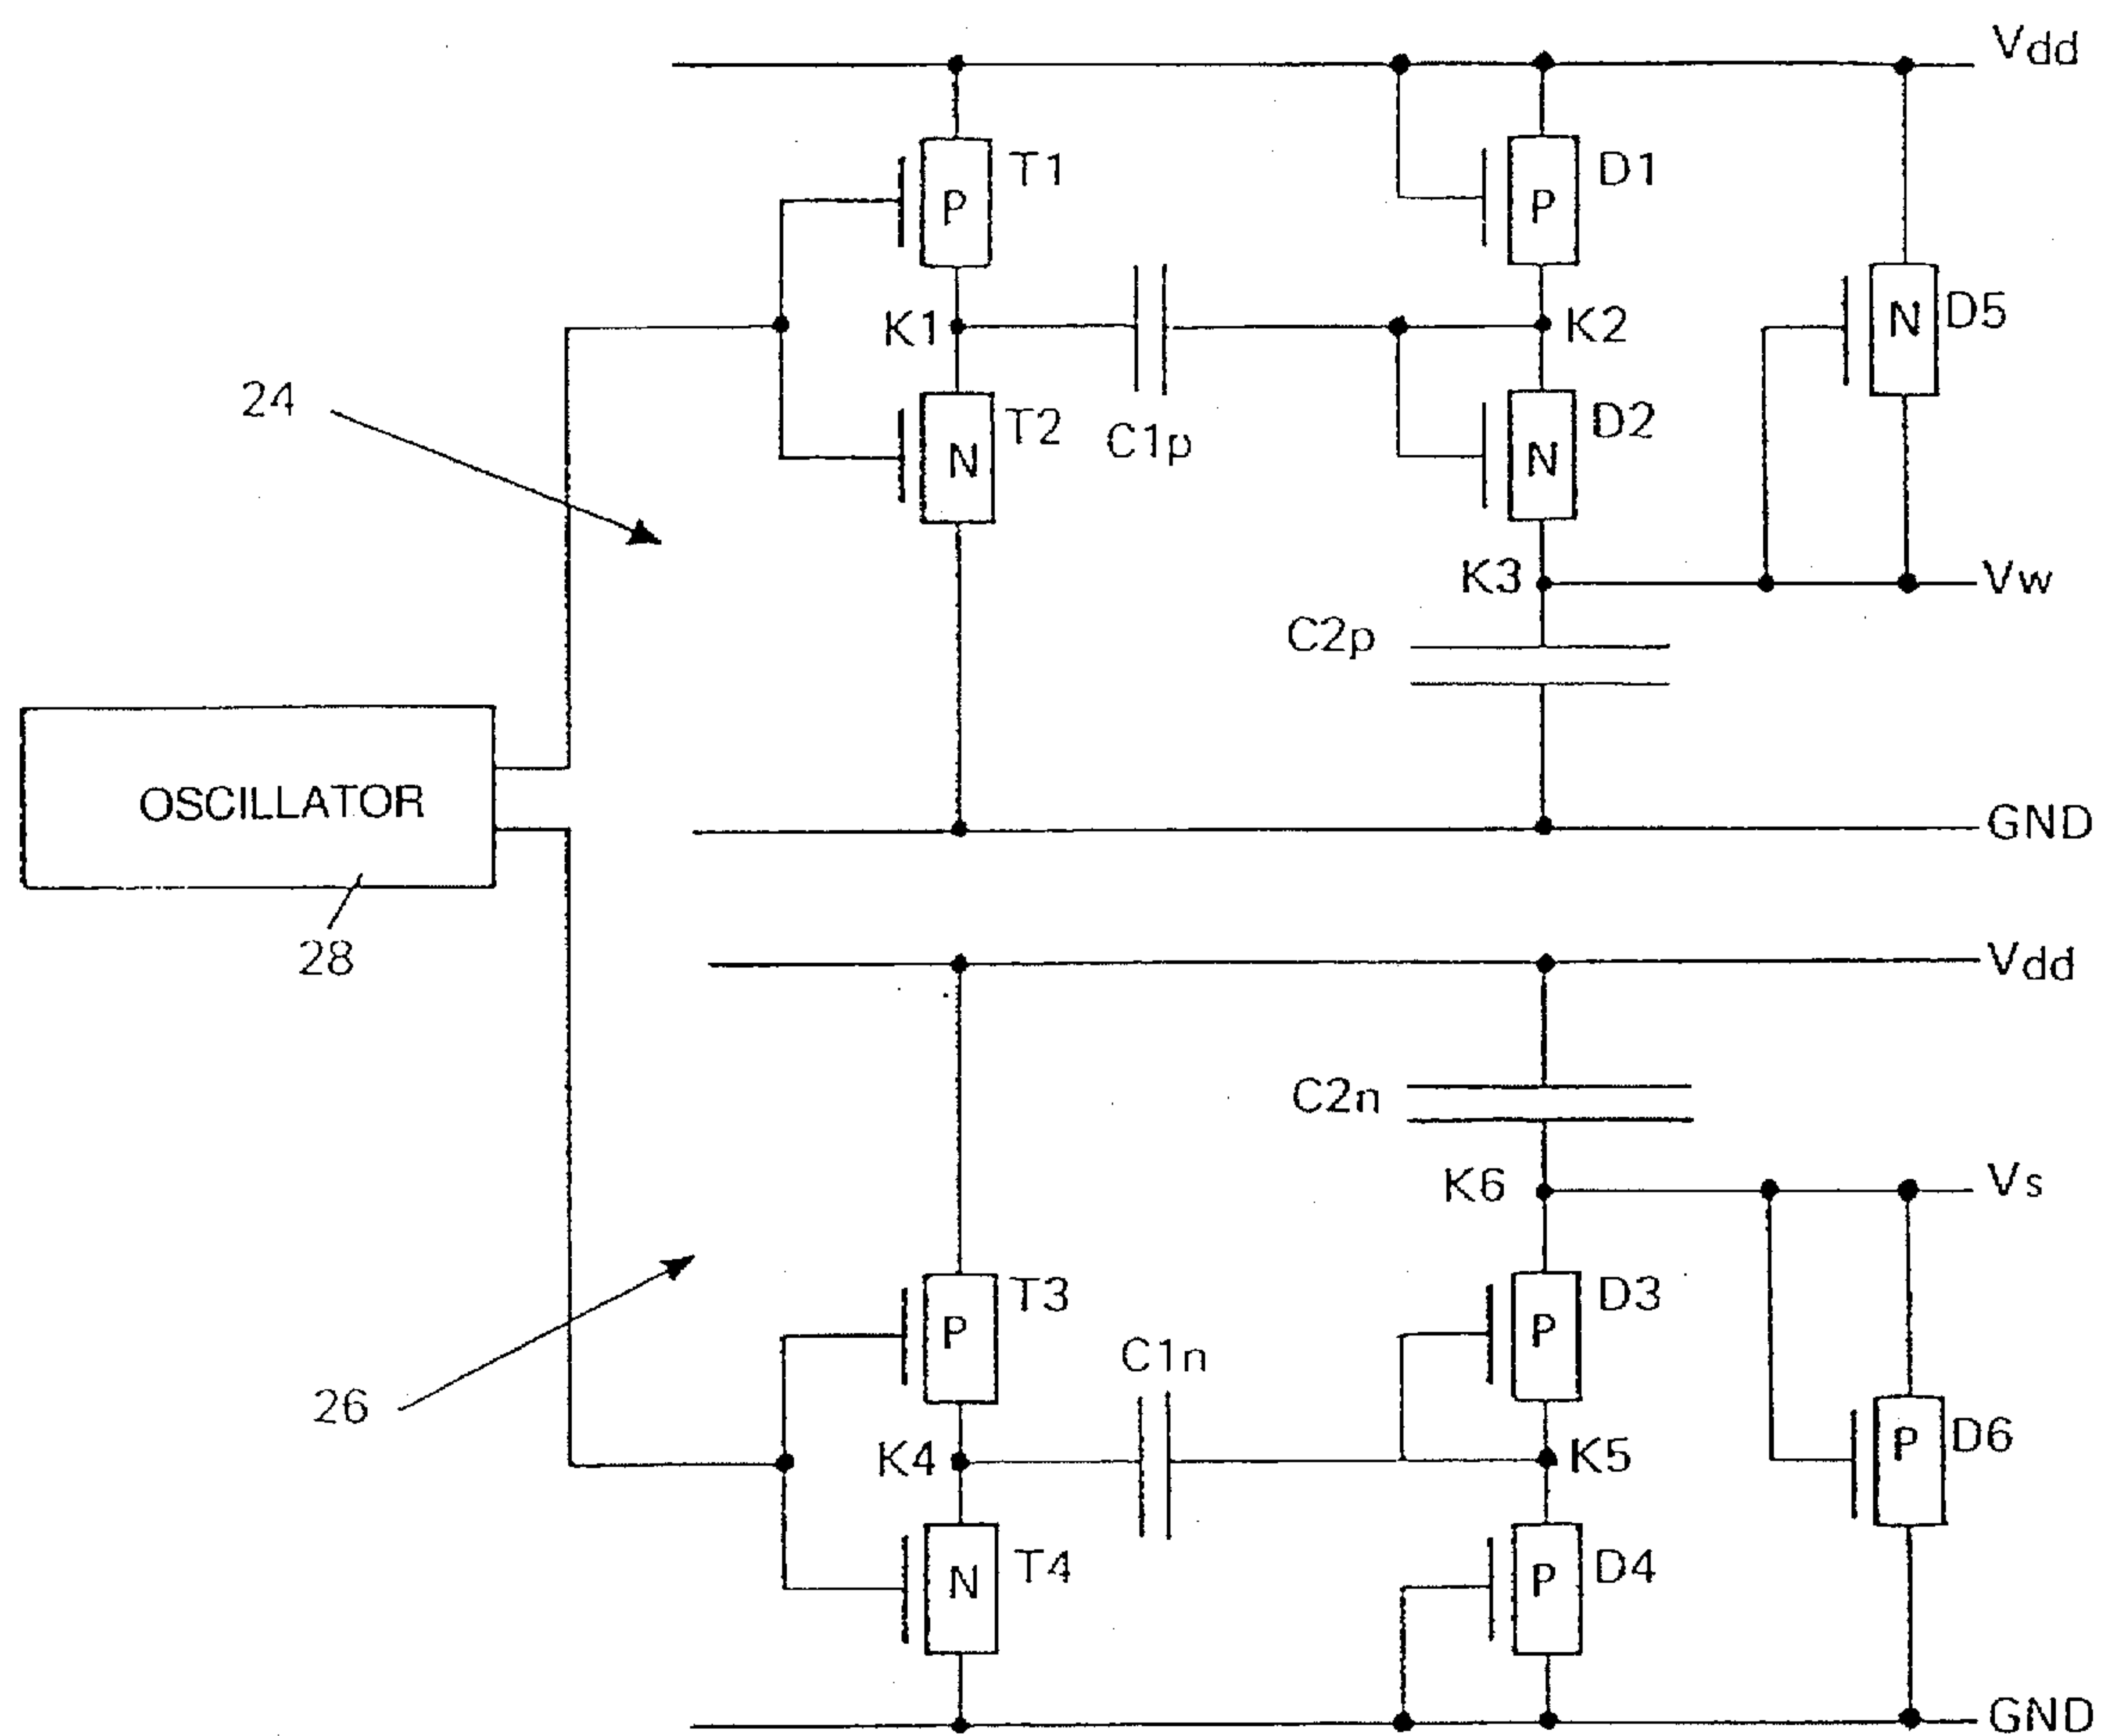 Vdd
T1
D1
P
P
K1
K2
N
D5
24
T2
C1p
D2
N
N
K3
Vw
C2p
OSCILLATOR
GND
28
Vdd
C2n
K6
Vs
T3
D3
P
P
C1n
26
K4
K5
P
D6
T4
D4
N
P
GND